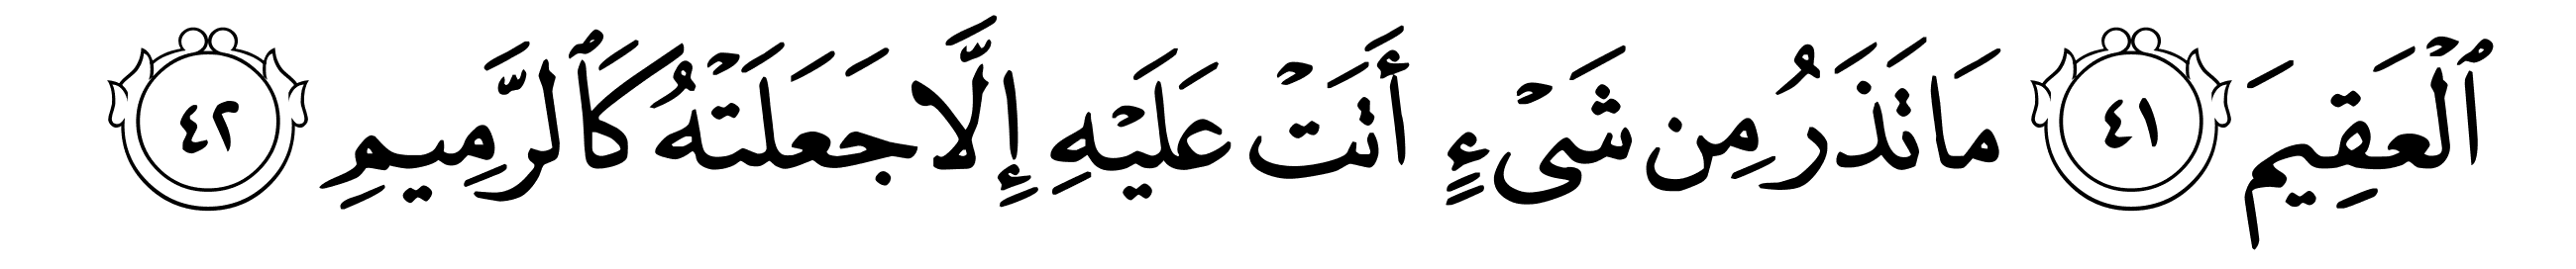 ٱلْعَقِيمَ ٤١ مَا تَذَرُ مِن شَىْءٍ أَتَتْ عَلَيْهِ إِلَّا جَعَلَتْهُ كَٱلرَّمِيمِ ٤٢